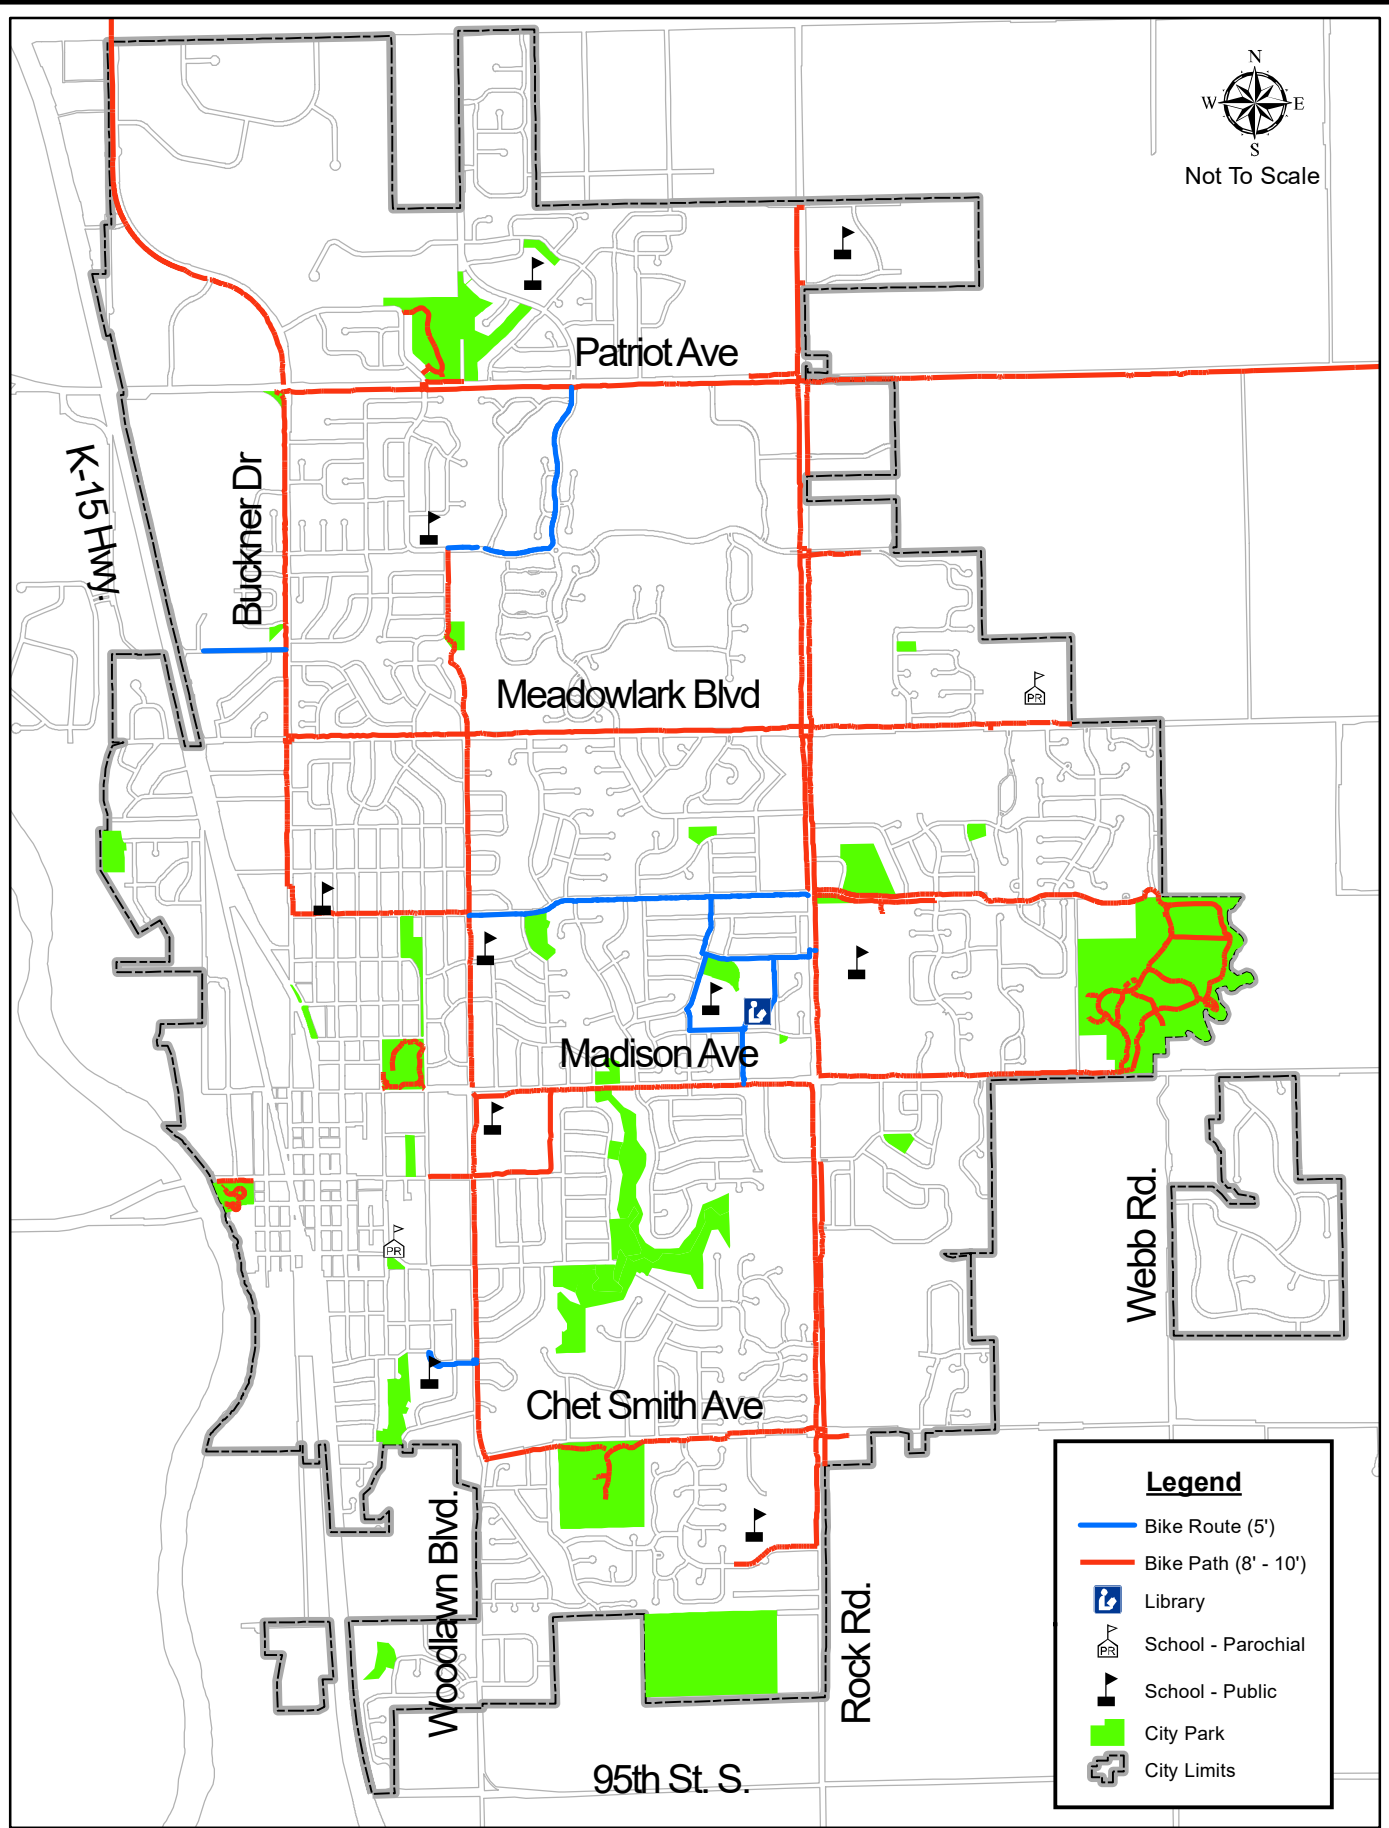 N
W E
S
Not To Scale
Patriot Ave
K-15 Hwy.
Buckner Dr
Meadowlark Blvd
PR
Madison Ave
Webb Rd.
PR
Chet Smith Ave
Woodlawn Blvd.
Rock Rd.
95th St. S.
Legend
Bike Route (5')
Bike Path (8' - 10')
Library
PR School - Parochial
School - Public
City Park
City Limits